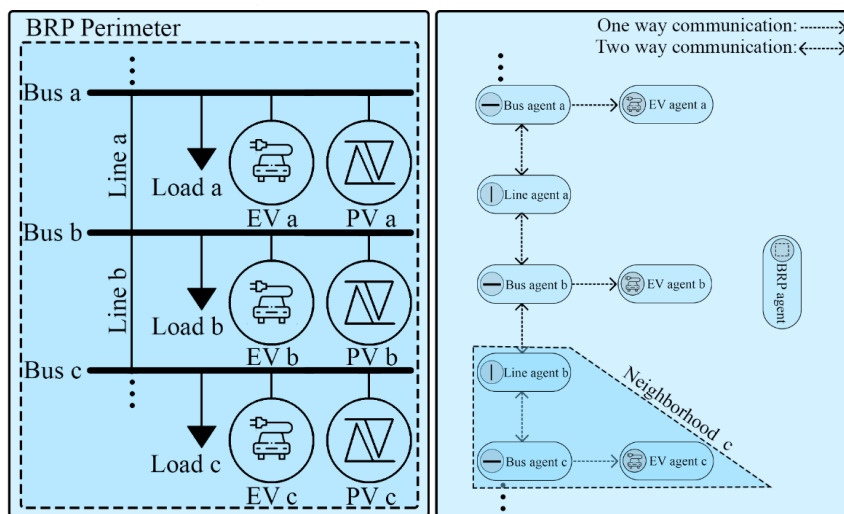 BRP Perimeter
Bus a
Line a
Load a
EV a
PV a
Bus b
Line b
Load b
EV b
PV b
Bus c
Load c
EV c
PV c
One way communication:
Two way communication:
Bus agent a
EV agent a
Line agent a
Bus agent b
EV agent b
BRP agent
Line agent b
Neighborhood c
Bus agent c
EV agent c